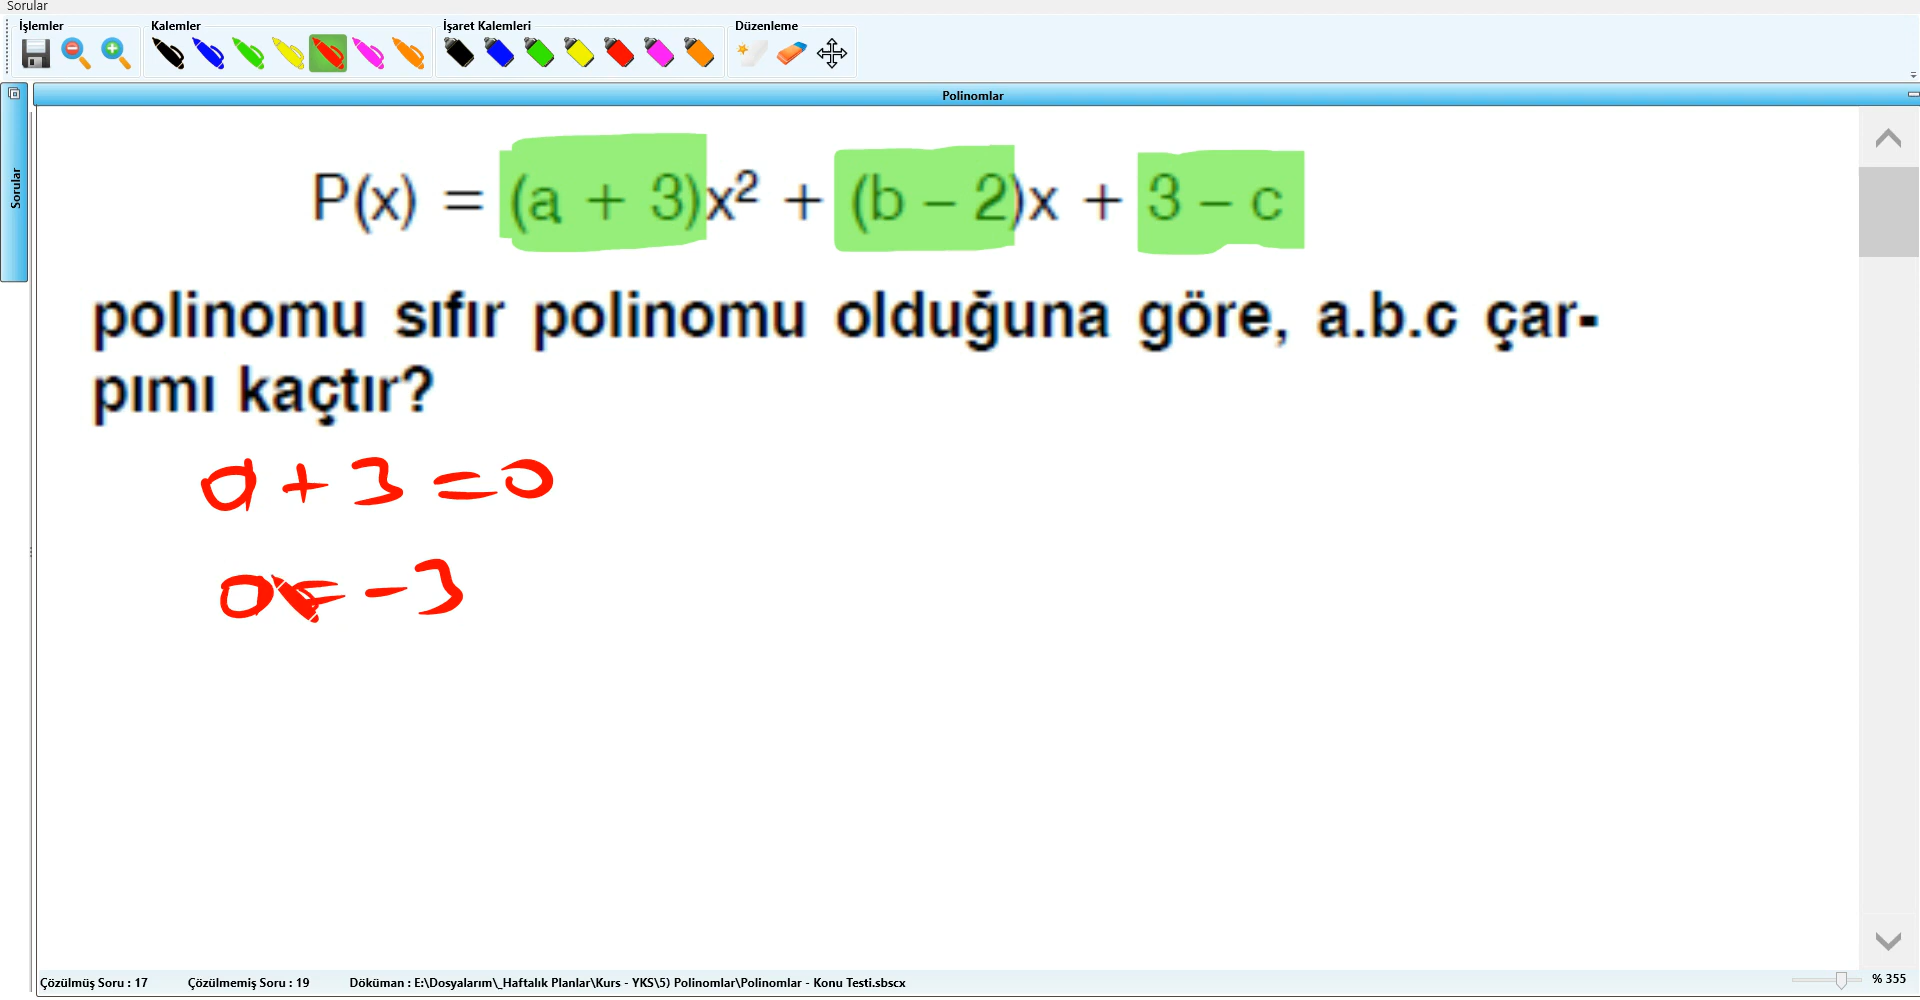 Sorular
İşlemler
Kalemler
İşaret Kalemleri
Düzenleme
Polinomlar
Sorular
P(x) = (a + 3)x² + (b – 2)x + 3 – c
polinomu sıfır polinomu olduğuna göre, a.b.c çar-
pımı kaçtır?
a + 3 = 0
a = - 3
Çözülmüş Soru : 17
Çözülmemiş Soru : 19
Döküman : E:\Dosyalarım\_Haftalık Planlar\Kurs - YKS\5) Polinomlar\Polinomlar - Konu Testi.sbscx
% 355